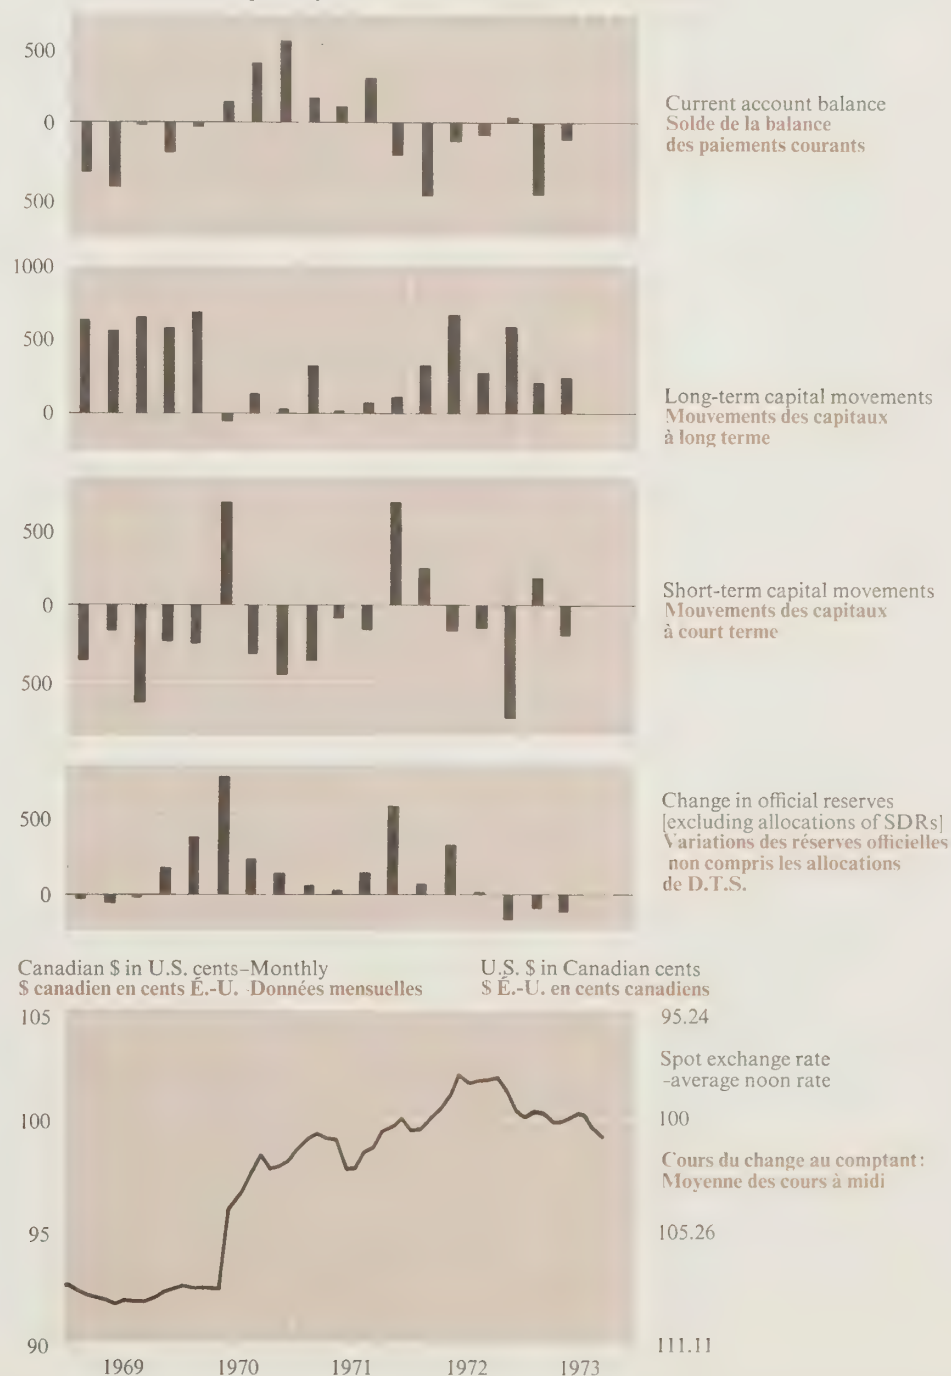 500
0
500
Current account balance
Solde de la balance
des paiements courants
1000
500
0
Long-term capital movements
Mouvements des capitaux
à long terme
500
0
500
Short-term capital movements
Mouvements des capitaux
à court terme
500
0
Change in official reserves
[excluding allocations of SDRs]
Variations des réserves officielles
non compris les allocations
de D.T.S.
Canadian $ in U.S. cents–Monthly
$ canadien en cents É.-U. Données mensuelles
U.S. $ in Canadian cents
$ É.-U. en cents canadiens
105
100
95
90
95.24
Spot exchange rate
-average noon rate
100
Cours du change au comptant:
Moyenne des cours à midi
105.26
111.11
1969 1970 1971 1972 1973